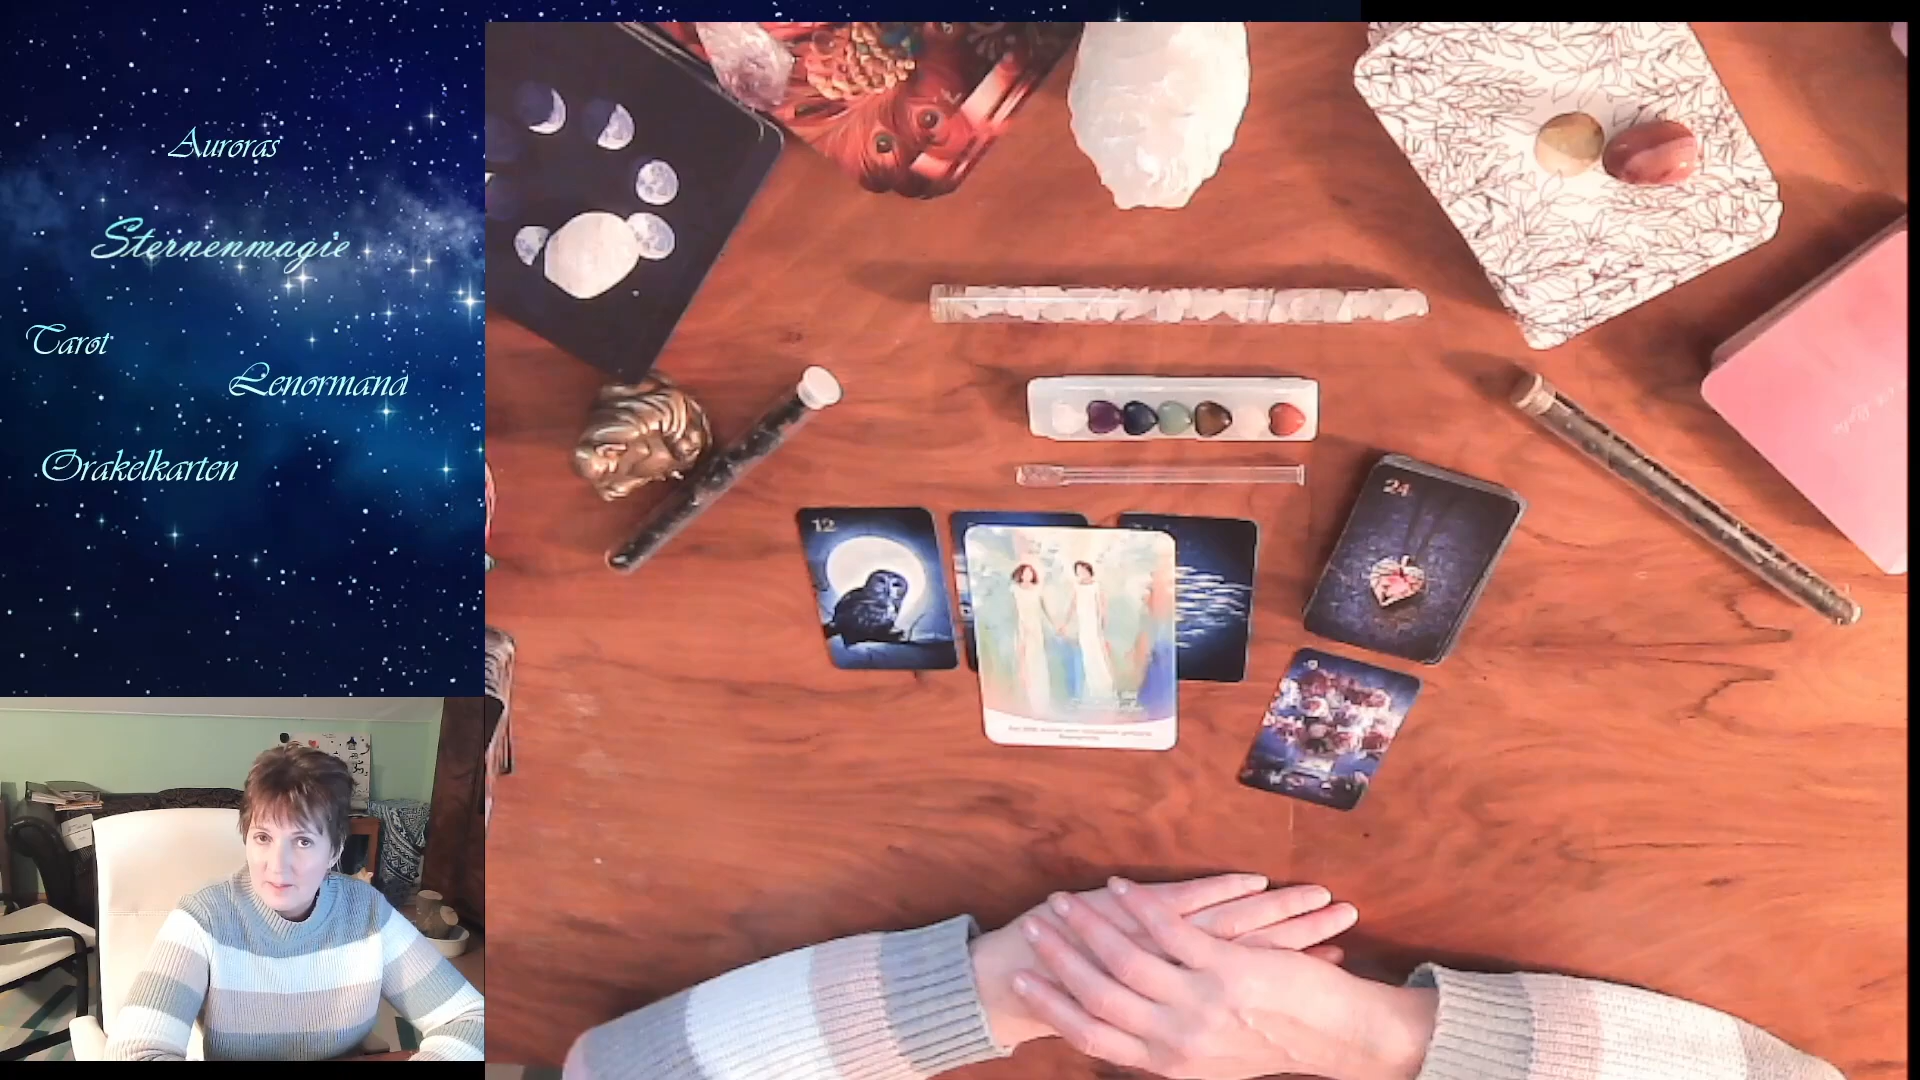 Auroras
Sternenmagie
Tarot
Lenormand
Orakelkarten
12
24